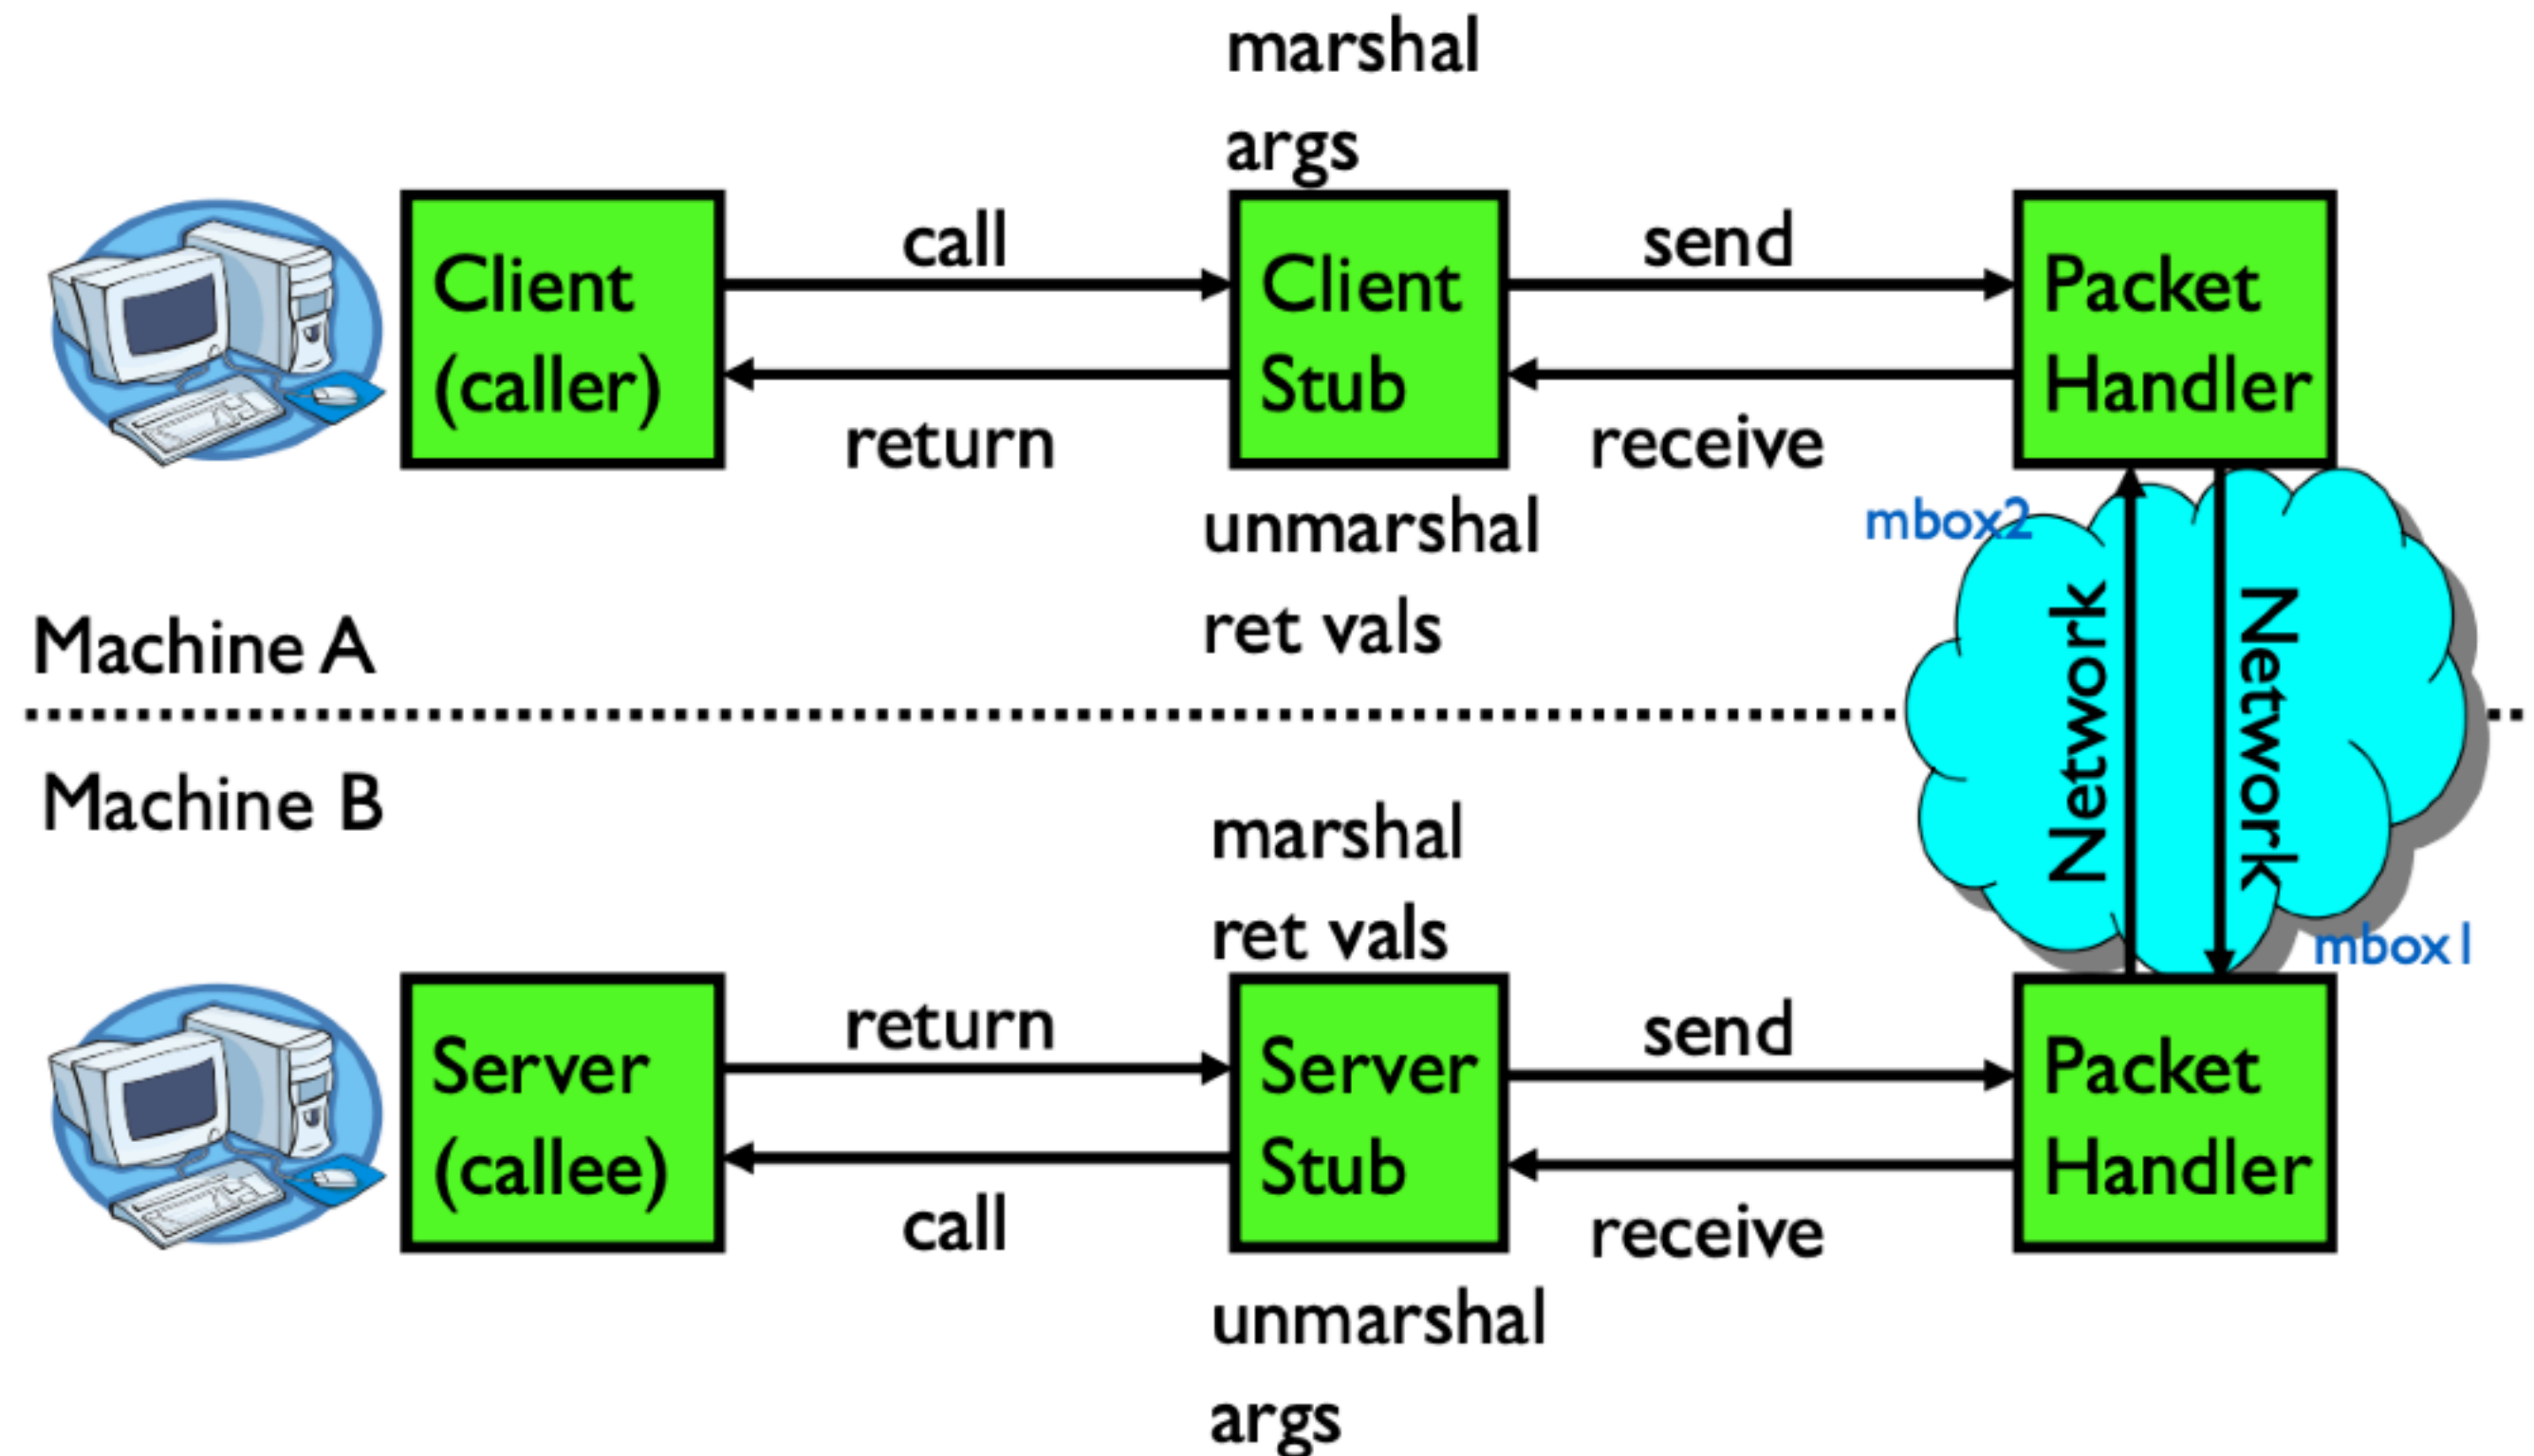 marshal
args
Client
(caller)
call
return
Client
Stub
send
receive
Packet
Handler
unmarshal
ret vals
mbox2
Network
Network
mbox1
Machine A
Machine B
marshal
ret vals
Server
(callee)
return
call
Server
Stub
send
receive
Packet
Handler
unmarshal
args